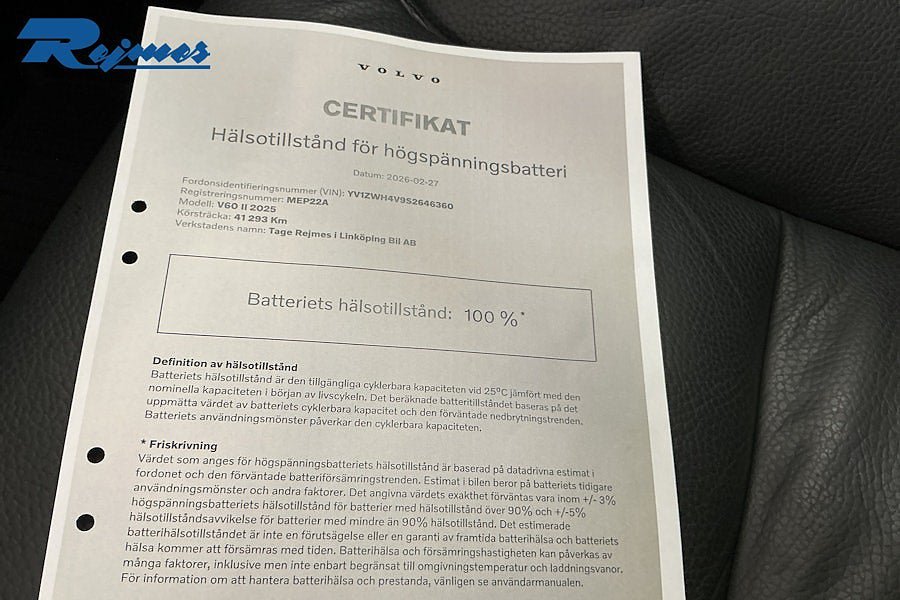 Rejmes
VOLVO
CERTIFIKAT
Hälsotillstånd för högspänningsbatteri
Datum: 2026-02-27
Fordonsidentifieringsnummer (VIN): YV1ZWH4V9S2646360
Registreringsnummer: MEP22A
Modell: V60 II 2025
Körsträcka: 41 293 Km
Verkstadens namn: Tage Rejmes i Linköping Bil AB
Batteriets hälsotillstånd: 100 %*
Definition av hälsotillstånd
Batteriets hälsotillstånd är den tillgängliga cyklerbara kapaciteten vid 25°C jämfört med den
nominella kapaciteten i början av livscykeln. Det beräknade batteritillståndet baseras på det
uppmätta värdet av batteriets cyklerbara kapacitet och den förväntade nedbrytningstrenden.
Batteriets användningsmönster påverkar den cyklerbara kapaciteten.
* Friskrivning
Värdet som anges för högspänningsbatteriets hälsotillstånd är baserad på datadrivna estimat i
fordonet och den förväntade batteriförsämringstrenden. Estimat i bilen beror på batteriets tidigare
användningsmönster och andra faktorer. Det angivna värdets exakthet förväntas vara inom +/- 3%
högspänningsbatteriets hälsotillstånd för batterier med hälsotillstånd över 90% och +/-5%
hälsotillståndsavvikelse för batterier med mindre än 90% hälsotillstånd. Det estimerade
batterihälsotillståndet är inte en förutsägelse eller en garanti av framtida batterihälsa och batteriets
hälsa kommer att försämras med tiden. Batterihälsa och försämringshastigheten kan påverkas av
många faktorer, inklusive men inte enbart begränsat till omgivningstemperatur och laddningsvanor.
För information om att hantera batterihälsa och prestanda, vänligen se användarmanualen.